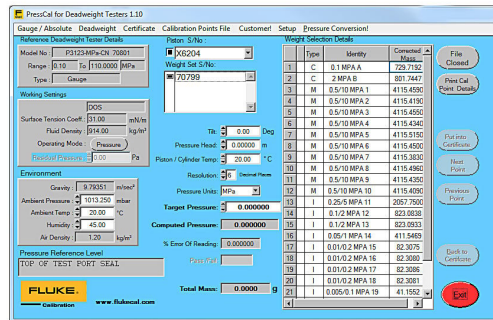 PressCal for Deadweight Testers 1.10
Gauge / Absolute Deadweight Certificate Calibration Points File Customer! Setup Pressure Conversion!
Reference Deadweight Tester Details
Model No : P3123-MPa-CN 70801
Range : 0.10 To 110.0000 MPa
Type : Gauge
Working Settings
DOS
Surface Tension Coeff. : 31.00 mN/m
Fluid Density : 914.00 kg/m³
Operating Mode : Pressure
Residual Pressure : 0.00 Pa
Environment
Gravity : 9.79351 m/sec²
Ambient Pressure : 1013.250 mbar
Ambient Temp : 20.00 °C
Humidity : 45.00
Air Density : 1.20 kg/m³
Pressure Reference Level
TOP OF TEST PORT SEAL
FLUKE
Calibration
www.flukecal.com
Piston S/No :
X6204
Weight Set S/No:
70799
Tilt: 0.00 Deg
Pressure Head: 0.00000 m
Piston / Cylinder Temp: 20.00 °C
Resolution: 6 Decimal Places
Pressure Units: MPa
Target Pressure: 0.000000
Computed Pressure: 0.000000
% Error Of Reading: 0.000000
Total Mass: 0.0000 g
Weight Selection Details
Type Identity Corrected Mass
1 C 0.1 MPA A 729.7192
2 C 2 MPA B 801.7447
3 M 0.5/10 MPA 1 4115.4590
4 M 0.5/10 MPA 2 4115.4190
5 M 0.5/10 MPA 3 4115.4550
6 M 0.5/10 MPA 4 4115.4340
7 M 0.5/10 MPA 5 4115.5150
8 M 0.5/10 MPA 6 4115.4500
9 M 0.5/10 MPA 7 4115.3830
10 M 0.5/10 MPA 8 4115.4960
11 M 0.5/10 MPA 9 4115.4350
12 M 0.5/10 MPA 10 4115.4090
13 I 0.25/5 MPA 11 2057.7500
14 I 0.1/2 MPA 12 823.0838
15 I 0.1/2 MPA 13 823.0933
16 I 0.05/1 MPA 14 411.5469
17 I 0.01/0.2 MPA 15 82.3075
18 I 0.01/0.2 MPA 16 82.3080
19 I 0.01/0.2 MPA 17 82.3086
20 I 0.01/0.2 MPA 18 82.3081
21 I 0.005/0.1 MPA 19 41.1552
File Closed
Print Cal Point Details
Put into Certificate
Next Point
Previous Point
Back to Certificate
Exit